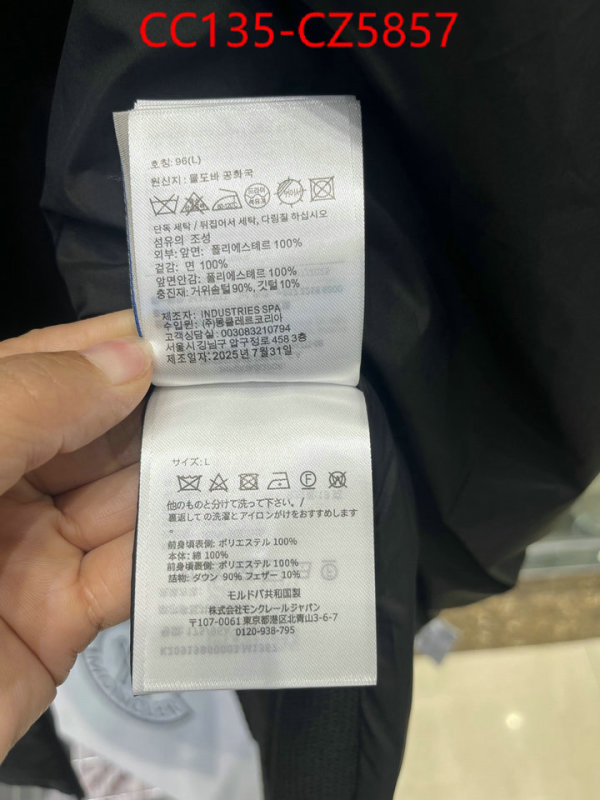 CC135-CZ5857
호칭: 96(L)
원신지 : 몰도바 공화국
단독 세탁 / 뒤집어서 세탁, 다림질 하십시오
섬유의 조성
외부: 앞면: 폴리에스테르 100%
겉감: 면 100%
앞면안감: 폴리에스테르 100%
충진재: 거위솜털90%, 깃털 10%
제조자: INDUSTRIES SPA
수입원: (주)몽클레르코리아
고객상담실: 003083210794
서울시 강남구 압구정로 458 3층
제조일자: 2025년 7월31일
サイズ: L
他のものと分けて洗って下さい。/
裏返しての洗濯とアイロンがけをおすすめします
。
前身頃表側: ポリエステル 100%
本体: 綿 100%
前身頃表側: ポリエステル 100%
詰物: ダウン 90% フェザー 10%
モルドバ共和国製
株式会社モンクレールジャパン
〒107-0061 東京都港区北青山3-6-7
0120-938-795